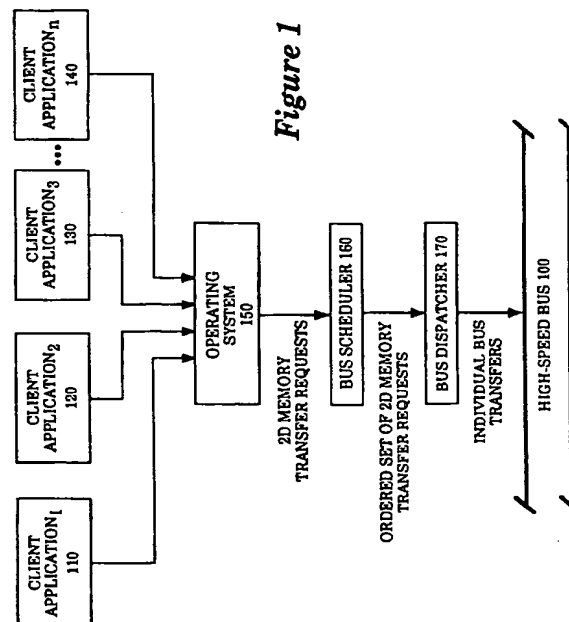 CLIENT
APPLICATION1
110
CLIENT
APPLICATION2
120
CLIENT
APPLICATION3
130
...
CLIENT
APPLICATIONn
140
OPERATING
SYSTEM
150
Figure 1
2D MEMORY
TRANSFER REQUESTS
BUS SCHEDULER 160
ORDERED SET OF 2D MEMORY
TRANSFER REQUESTS
BUS DISPATCHER 170
INDIVIDUAL BUS
TRANSFERS
HIGH-SPEED BUS 100